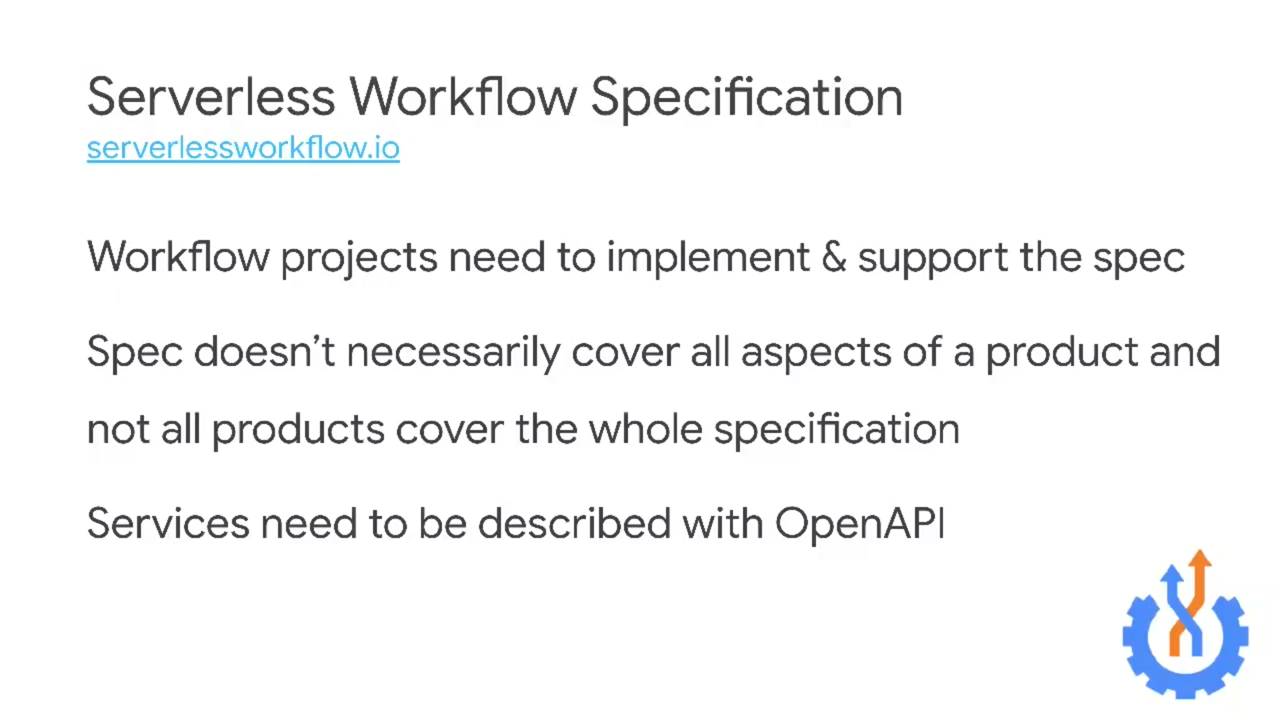 Serverless Workflow Specification
serverlessworkflow.io
Workflow projects need to implement & support the spec
Spec doesn’t necessarily cover all aspects of a product and
not all products cover the whole specification
Services need to be described with OpenAPI